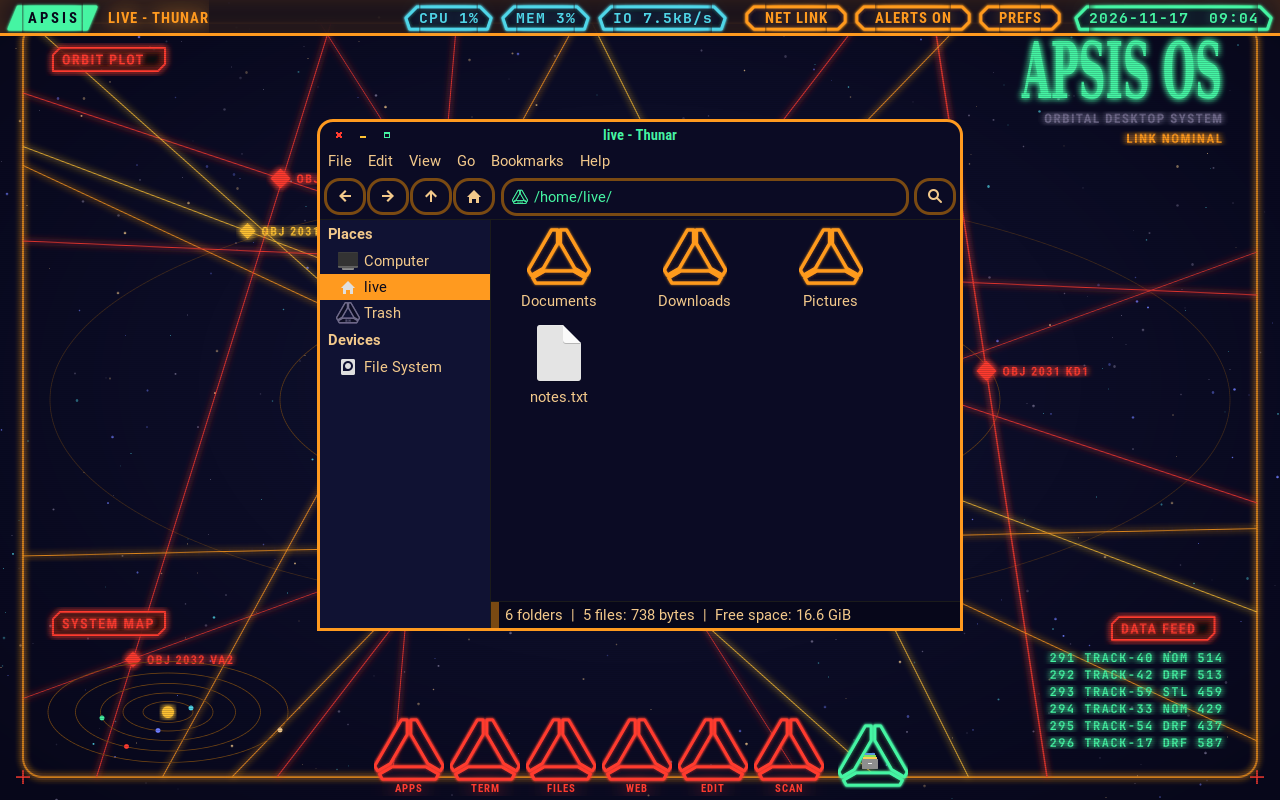 APSIS LIVE - THUNAR CPU 1% MEM 3% IO 7.5kB/s NET LINK ALERTS ON PREFS 2026-11-17 09:04
ORBIT PLOT
APSIS OS
ORBITAL DESKTOP SYSTEM
LINK NOMINAL
live - Thunar
File Edit View Go Bookmarks Help
/home/live/
Places
Computer
live
Trash
Devices
File System
Documents Downloads Pictures
notes.txt
6 folders | 5 files: 738 bytes | Free space: 16.6 GiB
OBJ
OBJ 2031
OBJ 2031 KD1
SYSTEM MAP
OBJ 2032 VA2
DATA FEED
291 TRACK-40 NOM 514
292 TRACK-42 DRF 513
293 TRACK-59 STL 459
294 TRACK-33 NOM 429
295 TRACK-54 DRF 437
296 TRACK-17 DRF 587
APPS TERM FILES WEB EDIT SCAN